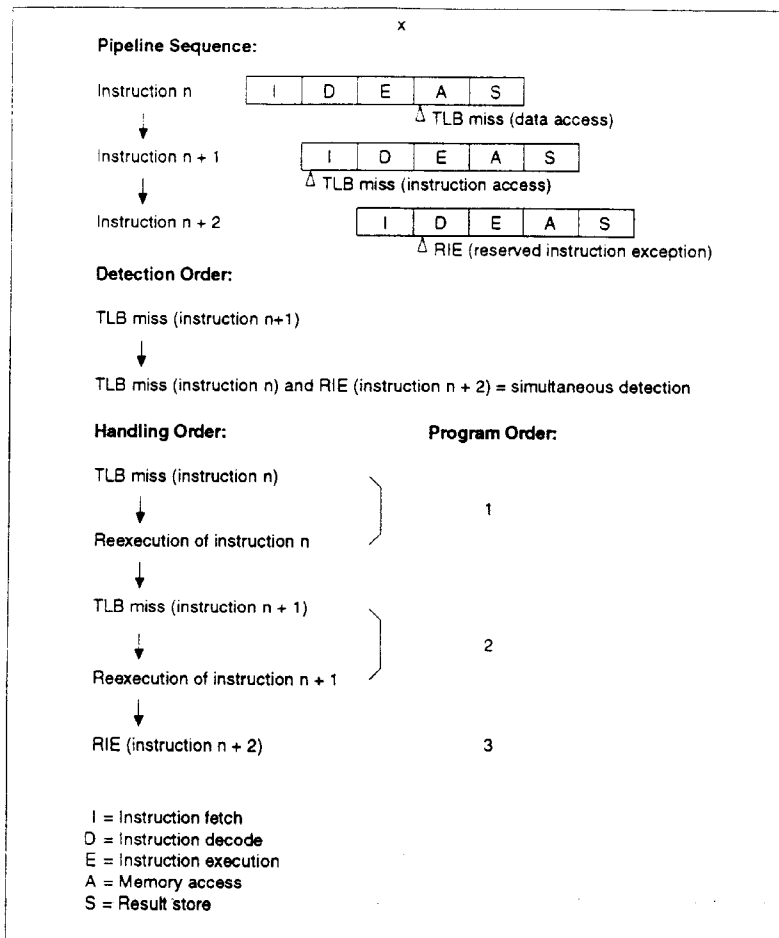 x
Pipeline Sequence:
Instruction n I D E A S
TLB miss (data access)
Instruction n + 1 I D E A S
TLB miss (instruction access)
Instruction n + 2 I D E A S
RIE (reserved instruction exception)
Detection Order:
TLB miss (instruction n+1)
TLB miss (instruction n) and RIE (instruction n + 2) = simultaneous detection
Handling Order: Program Order:
TLB miss (instruction n)
1
Reexecution of instruction n
TLB miss (instruction n + 1)
2
Reexecution of instruction n + 1
RIE (instruction n + 2) 3
I = Instruction fetch
D = Instruction decode
E = Instruction execution
A = Memory access
S = Result store